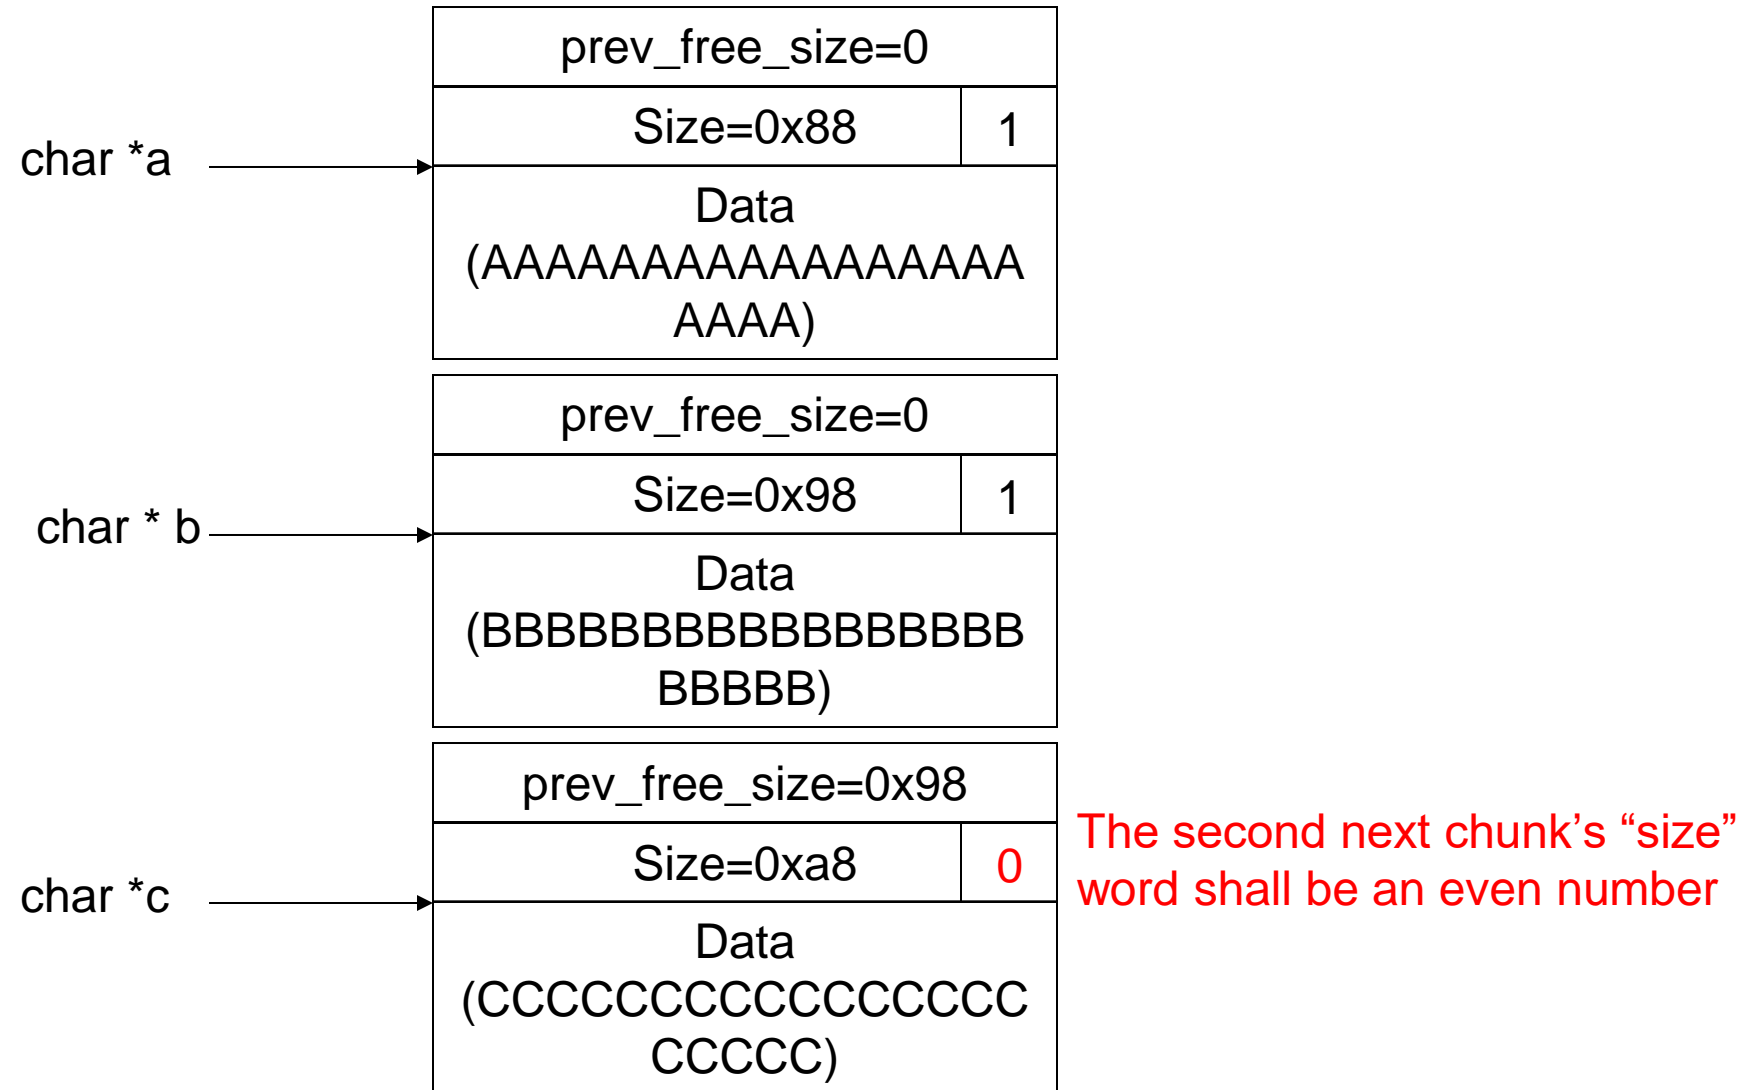 prev_free_size=0
Size=0x88 1
char *a
Data
(AAAAAAAAAAAAAAAAA
AAAA)
prev_free_size=0
Size=0x98 1
char * b
Data
(BBBBBBBBBBBBBBBBB
BBBBB)
prev_free_size=0x98
Size=0xa8 0
The second next chunk’s “size”
word shall be an even number
char *c
Data
(CCCCCCCCCCCCCCCC
CCCCC)